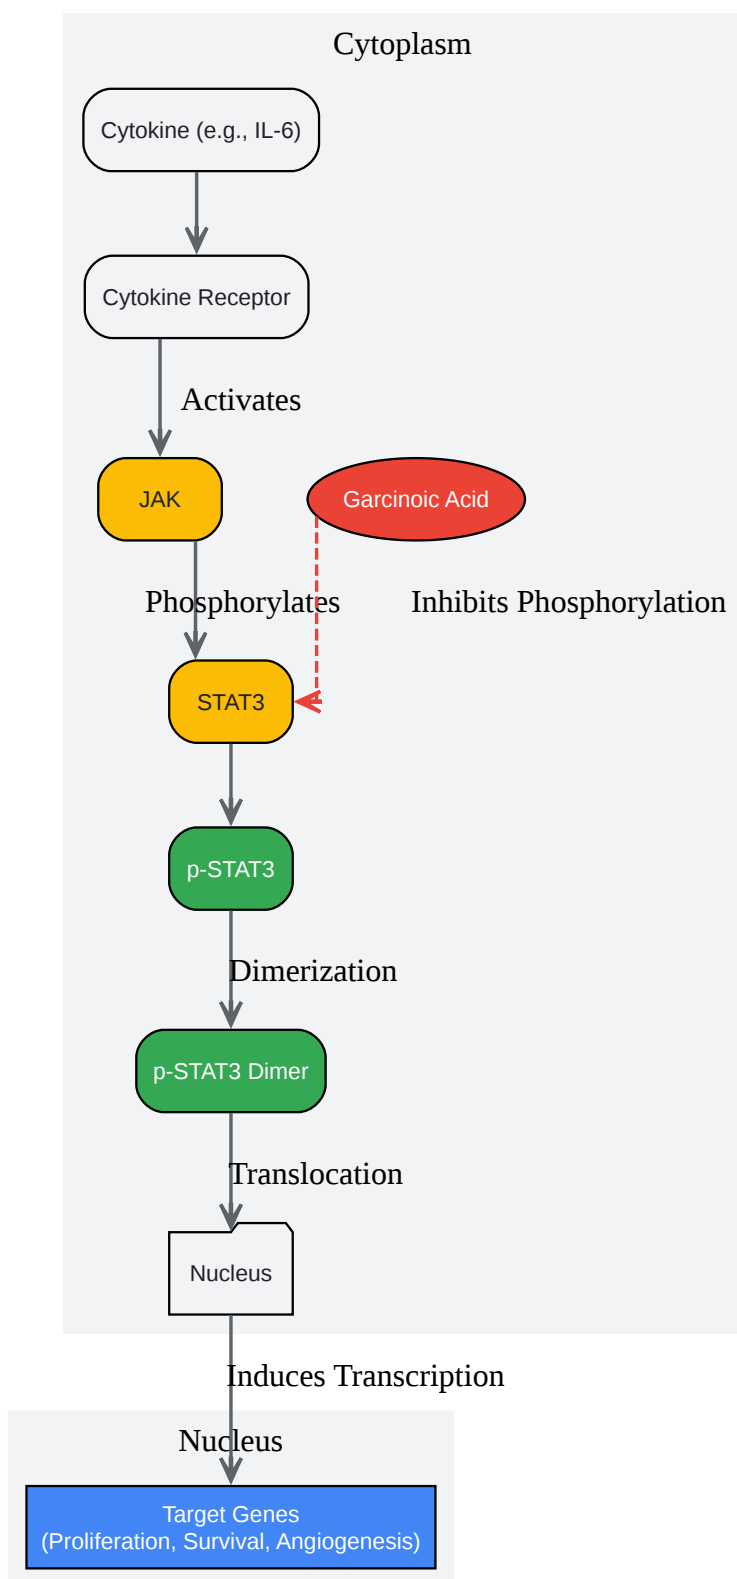 Cytoplasm
Cytokine (e.g., IL-6)
Cytokine Receptor
Activates
JAK
Garcinoic Acid
Phosphorylates
Inhibits Phosphorylation
STAT3
p-STAT3
Dimerization
p-STAT3 Dimer
Translocation
Nucleus
Induces Transcription
Nucleus
Target Genes
(Proliferation, Survival, Angiogenesis)